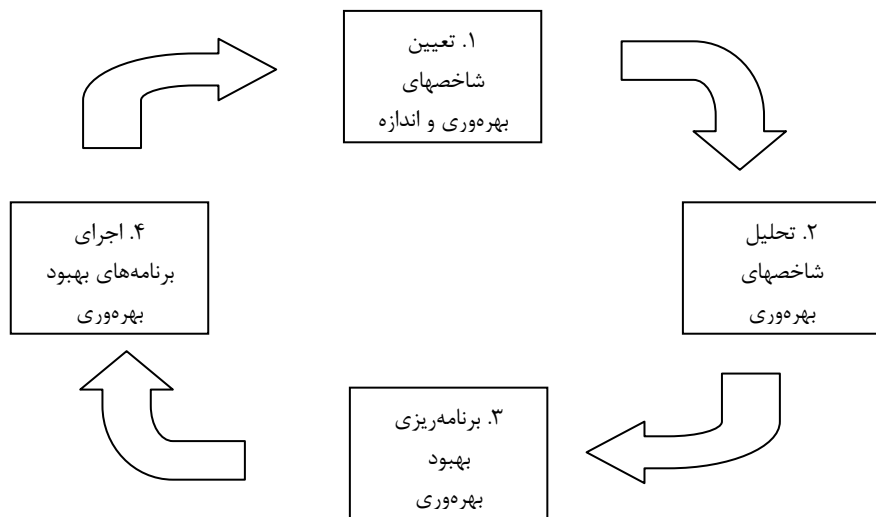 ۱. تعیین
شاخصهای
بهره‌وری و اندازه
۲. تحلیل
شاخصهای
بهره‌وری
۳. برنامه‌ریزی
بهبود
بهره‌وری
۴. اجرای
برنامه‌های بهبود
بهره‌وری